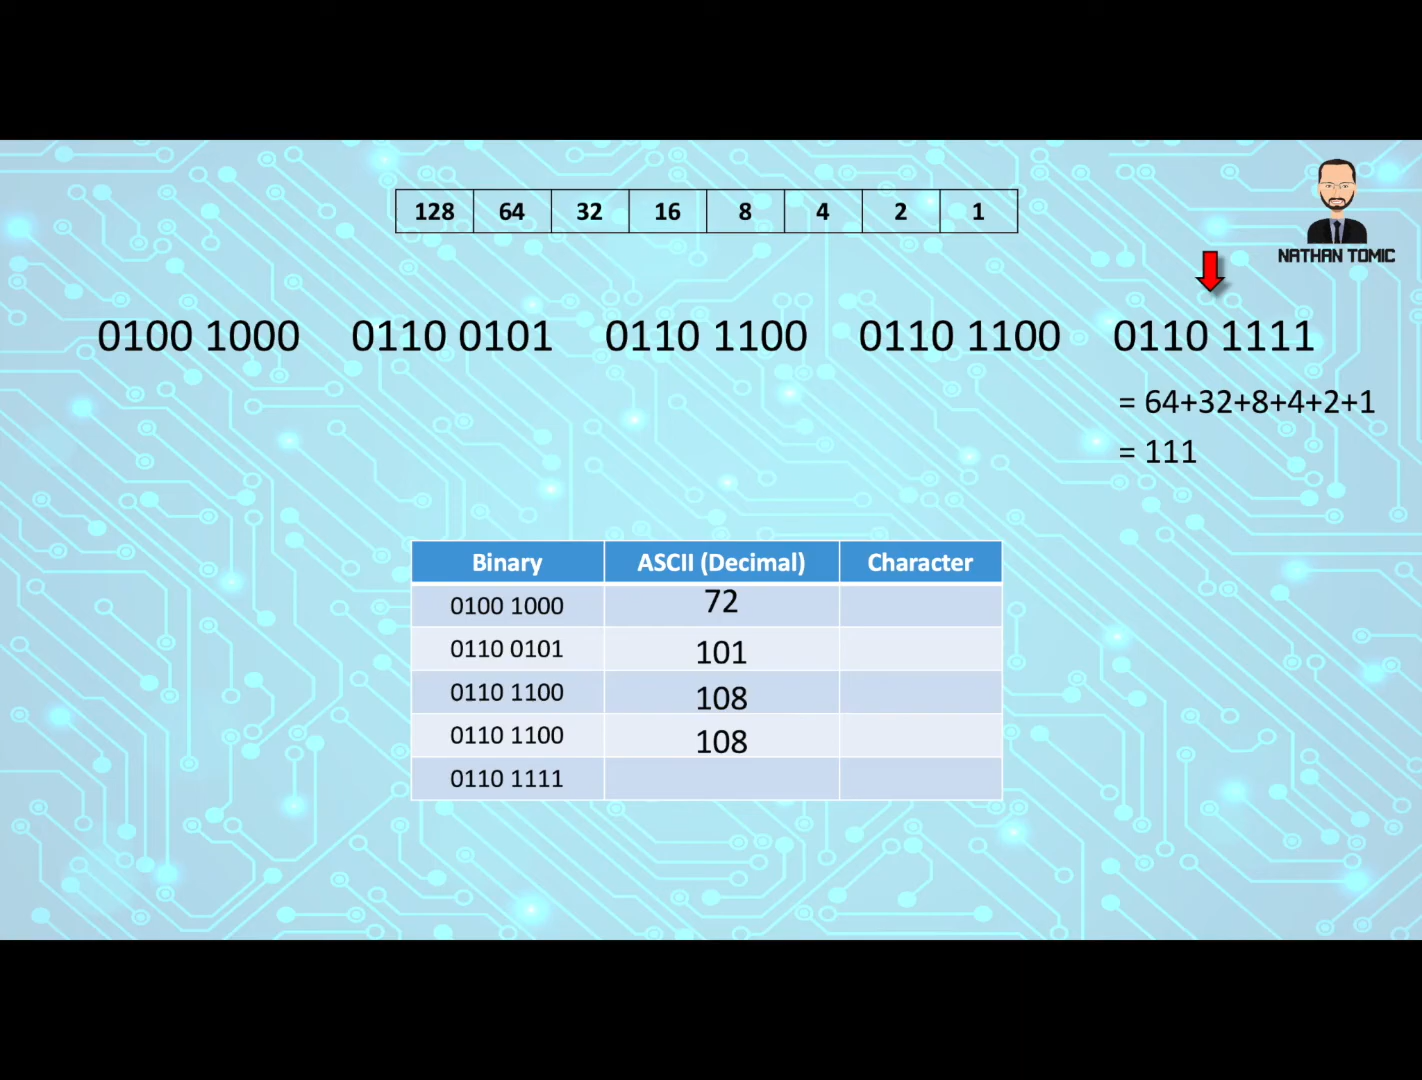 128 64 32 16 8 4 2 1
NATHAN TOMIC
0100 1000 0110 0101 0110 1100 0110 1100 0110 1111
= 64+32+8+4+2+1
= 111
Binary ASCII (Decimal) Character
0100 1000 72
0110 0101 101
0110 1100 108
0110 1100 108
0110 1111